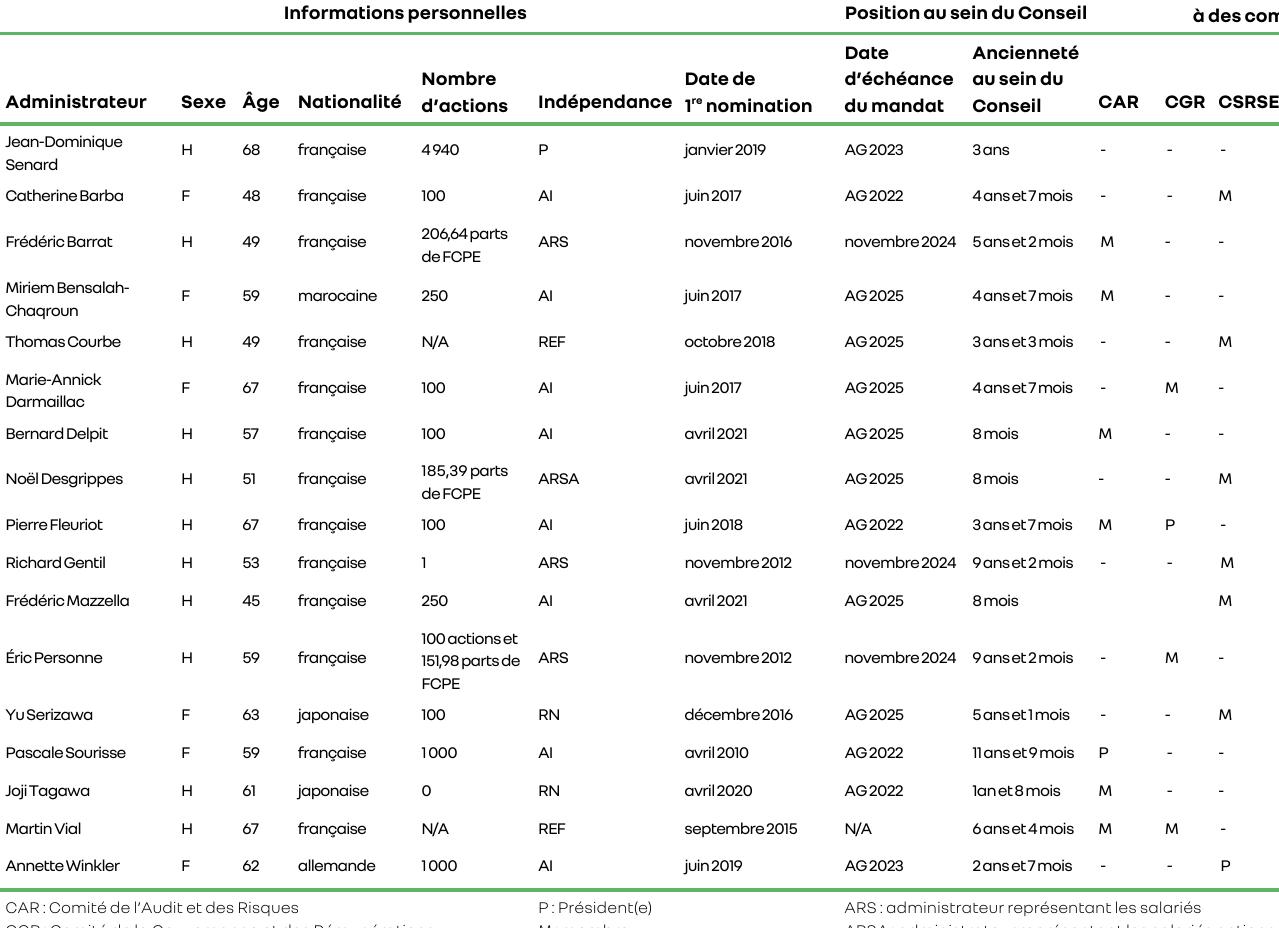 Informations personnelles Position au sein du Conseil à des com
Administrateur Sexe Âge Nationalité Nombre d'actions Indépendance Date de 1re nomination Date d'échéance du mandat Ancienneté au sein du Conseil CAR CGR CSRSE
Jean-Dominique Senard H 68 française 4 940 P janvier 2019 AG 2023 3 ans - - -
Catherine Barba F 48 française 100 AI juin 2017 AG 2022 4 ans et 7 mois - - M
Frédéric Barrat H 49 française 206,64 parts de FCPE ARS novembre 2016 novembre 2024 5 ans et 2 mois M - -
Miriem Bensalah-Chaqroun F 59 marocaine 250 AI juin 2017 AG 2025 4 ans et 7 mois M - -
Thomas Courbe H 49 française N/A REF octobre 2018 AG 2025 3 ans et 3 mois - - M
Marie-Annick Darmaillac F 67 française 100 AI juin 2017 AG 2025 4 ans et 7 mois - M -
Bernard Delpit H 57 française 100 AI avril 2021 AG 2025 8 mois M - -
Noël Desgrippes H 51 française 185,39 parts de FCPE ARSA avril 2021 AG 2025 8 mois - - M
Pierre Fleuriot H 67 française 100 AI juin 2018 AG 2022 3 ans et 7 mois M P -
Richard Gentil H 53 française 1 ARS novembre 2012 novembre 2024 9 ans et 2 mois - - M
Frédéric Mazzella H 45 française 250 AI avril 2021 AG 2025 8 mois M
Éric Personne H 59 française 100 actions et 151,98 parts de FCPE ARS novembre 2012 novembre 2024 9 ans et 2 mois - M -
Yu Serizawa F 63 japonaise 100 RN décembre 2016 AG 2025 5 ans et 1 mois - - M
Pascale Sourisse F 59 française 1 000 AI avril 2010 AG 2022 11 ans et 9 mois P - -
Joji Tagawa H 61 japonaise 0 RN avril 2020 AG 2022 1an et 8 mois M - -
Martin Vial H 67 française N/A REF septembre 2015 N/A 6 ans et 4 mois M M -
Annette Winkler F 62 allemande 1 000 AI juin 2019 AG 2023 2 ans et 7 mois - - P
CAR : Comité de l'Audit et des Risques P : Président(e) ARS : administrateur représentant les salariés